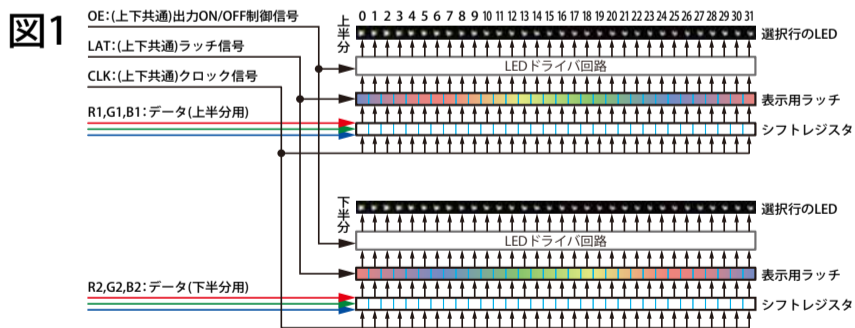 図1
OE:(上下共通)出力ON/OFF制御信号
LAT:(上下共通)ラッチ信号
CLK:(上下共通)クロック信号
R1,G1,B1:データ(上半分用)
上半分
0 1 2 3 4 5 6 7 8 9 10 11 12 13 14 15 16 17 18 19 20 21 22 23 24 25 26 27 28 29 30 31
選択行のLED
LEDドライバ回路
表示用ラッチ
シフトレジスタ
下半分
選択行のLED
LEDドライバ回路
表示用ラッチ
R2,G2,B2:データ(下半分用)
シフトレジスタ